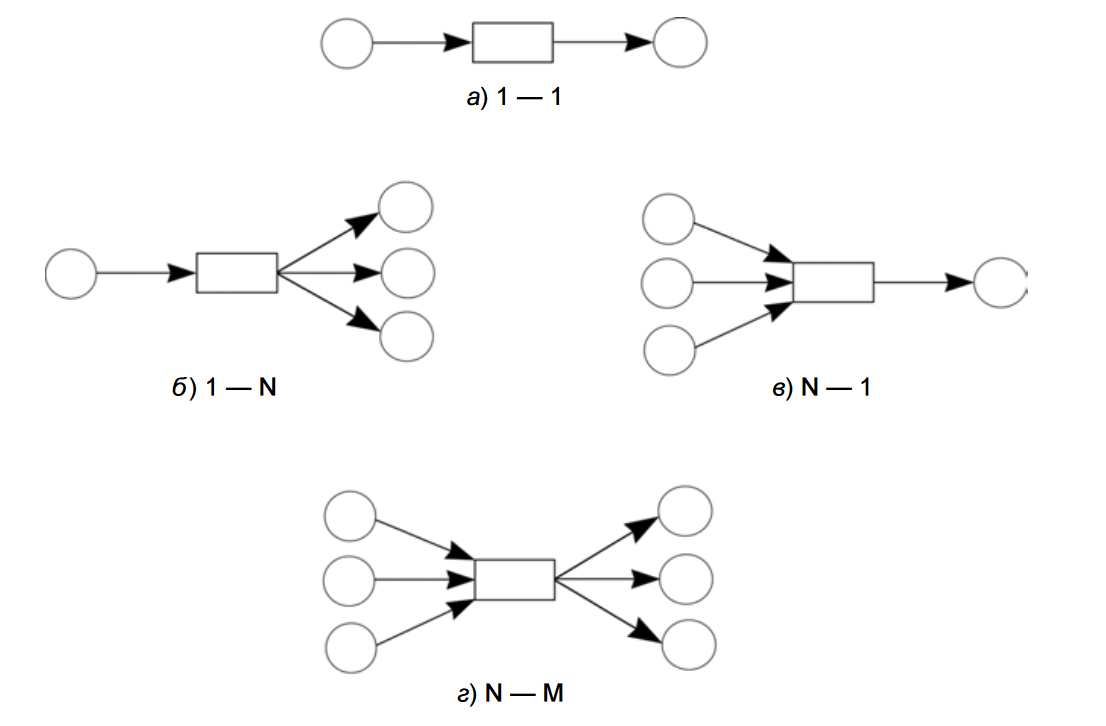 а) 1 — 1
б) 1 — N
в) N — 1
г) N — M